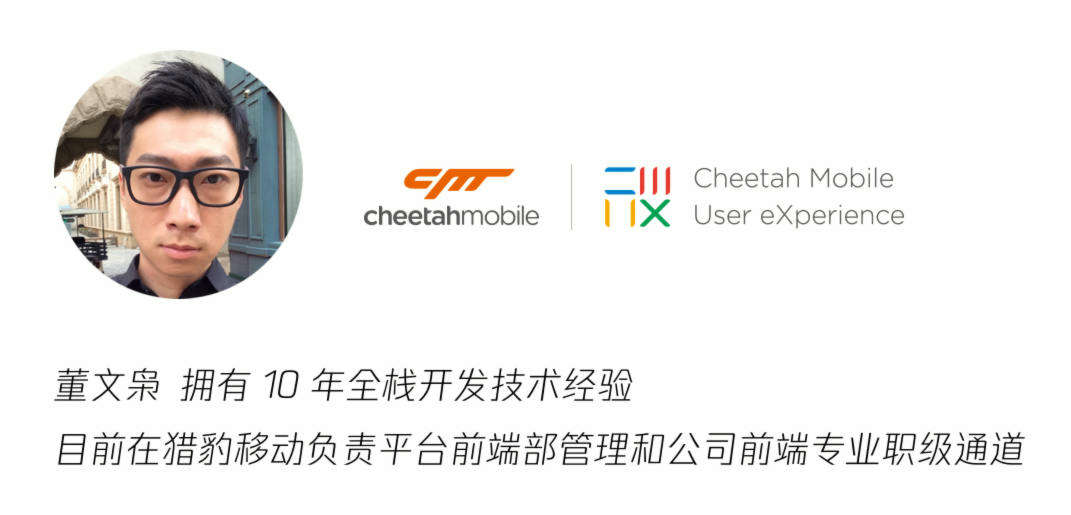 cm
cheetahmobile
CMUX
Cheetah Mobile
User eXperience
董文枭 拥有 10 年全栈开发技术经验
目前在猎豹移动负责平台前端部管理和公司前端专业职级通道